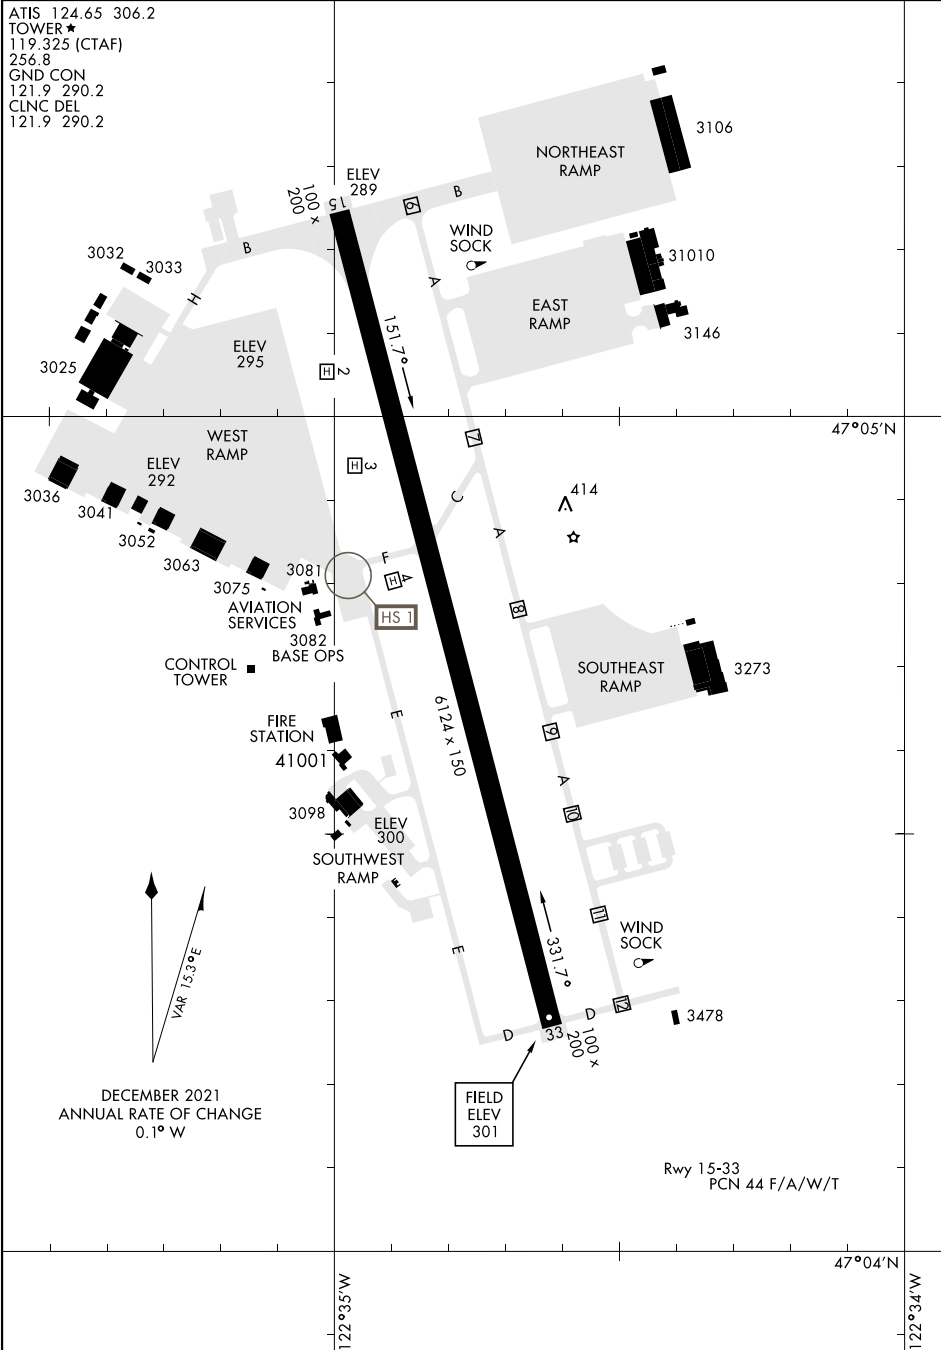 ATIS 124.65 306.2
TOWER ★
119.325 (CTAF)
256.8
GND CON
121.9 290.2
CLNC DEL
121.9 290.2
3106
NORTHEAST
RAMP
ELEV
289
100 x
200
15
B
6
WIND
SOCK
B
A
3032
3033
31010
H
EAST
RAMP
3146
151.7°
ELEV
295
3025
H 2
47°05'N
WEST
RAMP
7
ELEV
292
H 3
3036
C
414
3041
A
3052
3063
F
3081
H 4
3075
AVIATION
SERVICES
HS 1
8
3082
BASE OPS
CONTROL
TOWER
SOUTHEAST
RAMP
3273
E
6124 x 150
FIRE
STATION
9
41001
A
3098
10
ELEV
300
SOUTHWEST
RAMP
11
WIND
SOCK
E
331.7°
VAR 15.3° E
12
D
3478
D
33
100 x
200
DECEMBER 2021
ANNUAL RATE OF CHANGE
0.1° W
FIELD
ELEV
301
Rwy 15-33
PCN 44 F/A/W/T
47°04'N
122°35'W
122°34'W